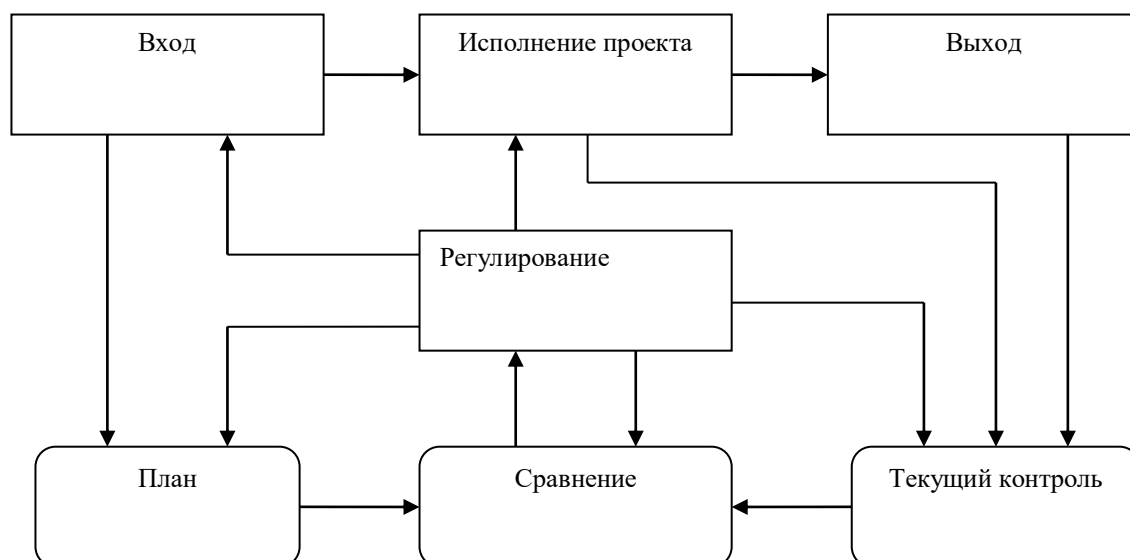 Вход
Исполнение проекта
Выход
Регулирование
План
Сравнение
Текущий контроль